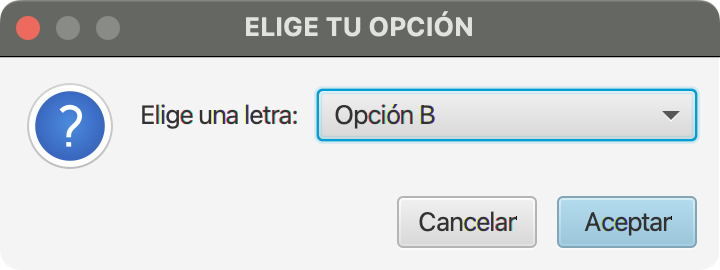 ELIGE TU OPCIÓN
?
Elige una letra: Opción B
Cancelar Aceptar